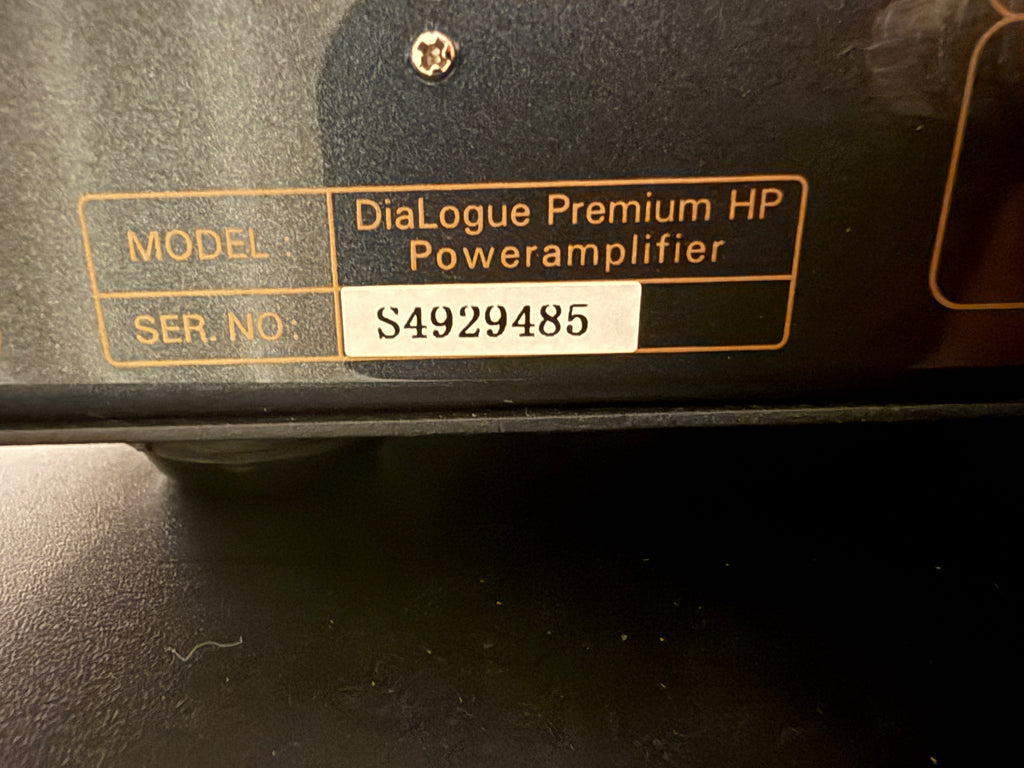 MODEL : DiaLogue Premium HP
Poweramplifier
SER. NO : S4929485